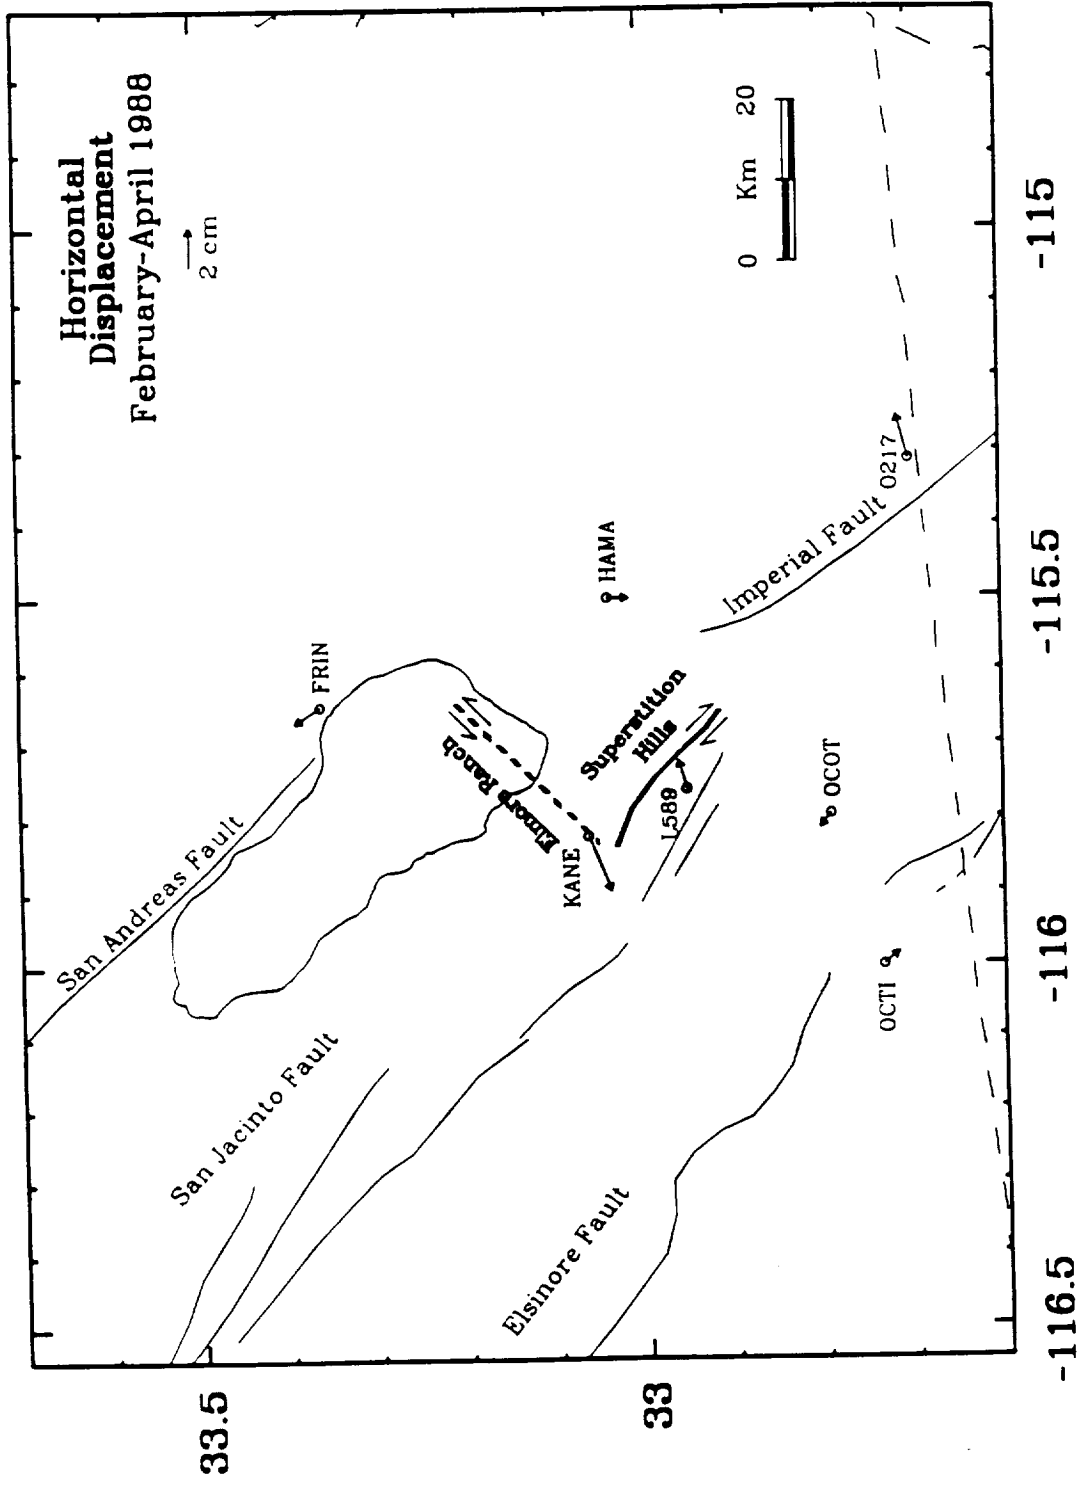 Horizontal
Displacement
February-April 1988
2 cm
San Andreas Fault
FRIN
San Jacinto Fault
Elmore Ranch
HAMA
KANE
Superstition
Hills
L589
0 Km 20
Imperial Fault
Elsinore Fault
OCOT
O217
OCTI
33.5
33
-116.5
-116
-115.5
-115